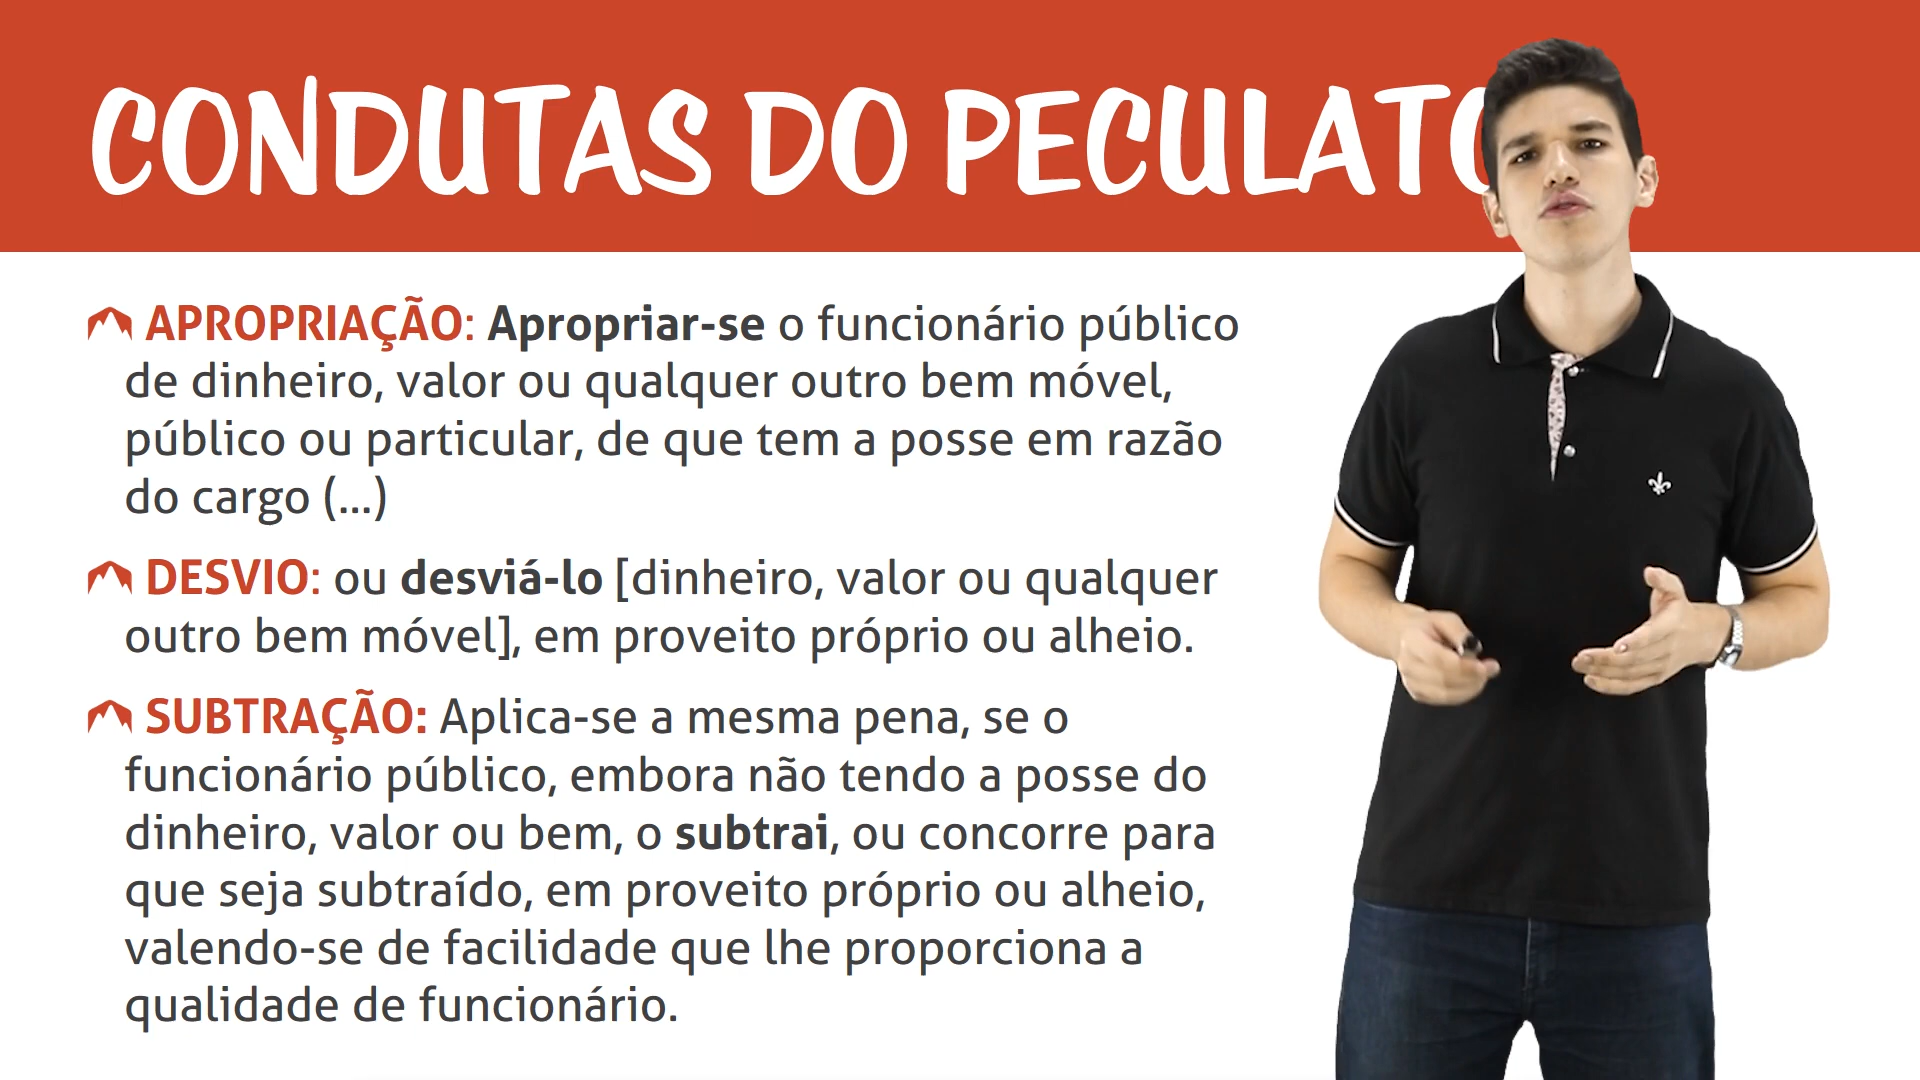 CONDUTAS DO PECULATO
APROPRIAÇÃO: Apropriar-se o funcionário público
de dinheiro, valor ou qualquer outro bem móvel,
público ou particular, de que tem a posse em razão
do cargo (...)
DESVIO: ou desviá-lo [dinheiro, valor ou qualquer
outro bem móvel], em proveito próprio ou alheio.
SUBTRAÇÃO: Aplica-se a mesma pena, se o
funcionário público, embora não tendo a posse do
dinheiro, valor ou bem, o subtrai, ou concorre para
que seja subtraído, em proveito próprio ou alheio,
valendo-se de facilidade que lhe proporciona a
qualidade de funcionário.